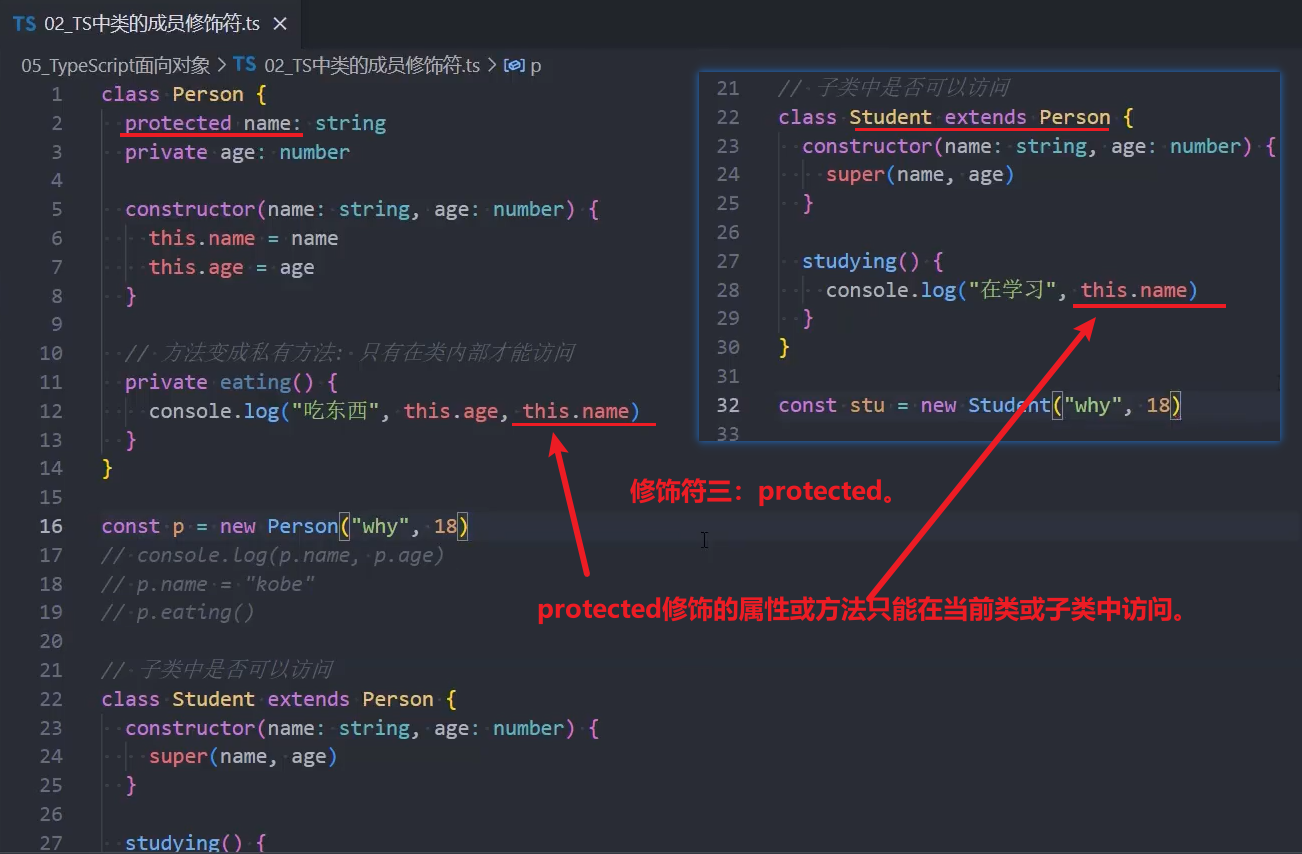 TS 02_TS中类的成员修饰符.ts ×
05_TypeScript面向对象 > TS 02_TS中类的成员修饰符.ts > p
1 class Person {
2 protected name: string
3 private age: number
4
5 constructor(name: string, age: number) {
6 this.name = name
7 this.age = age
8 }
9
10 // 方法变成私有方法: 只有在类内部才能访问
11 private eating() {
12 console.log("吃东西", this.age, this.name)
13 }
14 }
15
16 const p = new Person("why", 18)
17 // console.log(p.name, p.age)
18 // p.name = "kobe"
19 // p.eating()
20
21 // 子类中是否可以访问
22 class Student extends Person {
23 constructor(name: string, age: number) {
24 super(name, age)
25 }
26
27 studying() {
21 // 子类中是否可以访问
22 class Student extends Person {
23 constructor(name: string, age: number) {
24 super(name, age)
25 }
26
27 studying() {
28 console.log("在学习", this.name)
29 }
30 }
31
32 const stu = new Student("why", 18)
33
修饰符三：protected。
protected修饰的属性或方法只能在当前类或子类中访问。